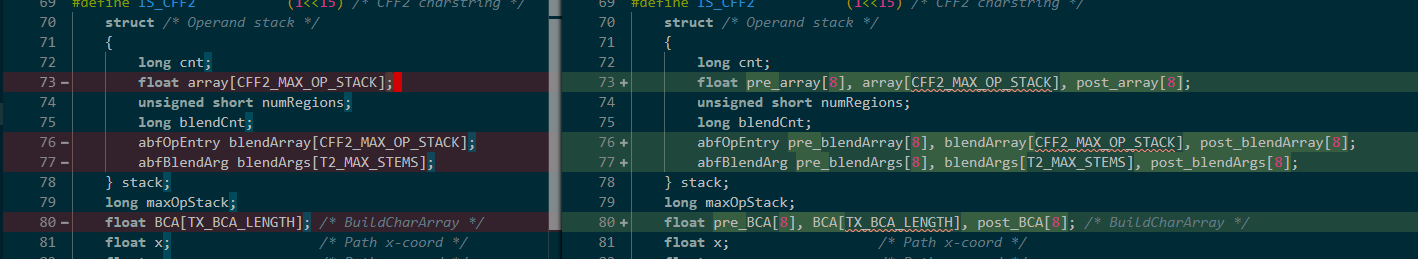 69 #define IS_CFF2 (1<<15) /* CFF2 charstring */
70 struct /* Operand stack */
71 {
72 long cnt;
73 − float array[CFF2_MAX_OP_STACK];
74 unsigned short numRegions;
75 long blendCnt;
76 − abfOpEntry blendArray[CFF2_MAX_OP_STACK];
77 − abfBlendArg blendArgs[T2_MAX_STEMS];
78 } stack;
79 long maxOpStack;
80 − float BCA[TX_BCA_LENGTH]; /* BuildCharArray */
81 float x; /* Path x-coord */
69 #define IS_CFF2 (1<<15) /* CFF2 charstring */
70 struct /* Operand stack */
71 {
72 long cnt;
73 + float pre_array[8], array[CFF2_MAX_OP_STACK], post_array[8];
74 unsigned short numRegions;
75 long blendCnt;
76 + abfOpEntry pre_blendArray[8], blendArray[CFF2_MAX_OP_STACK], post_blendArray[8];
77 + abfBlendArg pre_blendArgs[8], blendArgs[T2_MAX_STEMS], post_blendArgs[8];
78 } stack;
79 long maxOpStack;
80 + float pre_BCA[8], BCA[TX_BCA_LENGTH], post_BCA[8]; /* BuildCharArray */
81 float x; /* Path x-coord */